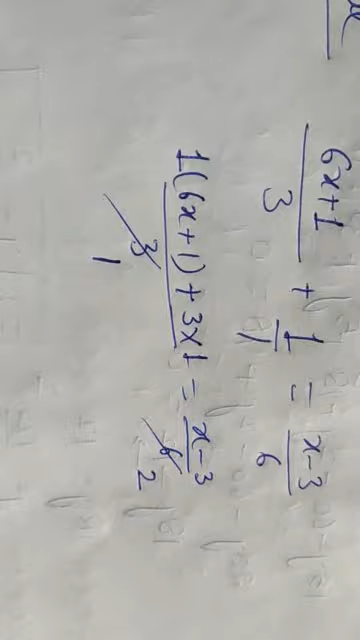 (6x+1)/3 + 1/1 = (x-3)/6
(1(6x+1)+3x1)/3 = (x-3)/6
1 2